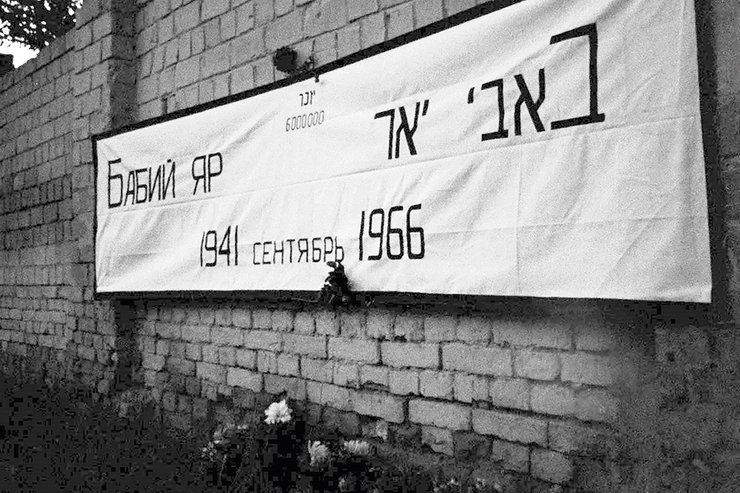 יזכר
6000000
БАБИЙ ЯР
באבי יאר
1941 СЕНТЯБРЬ 1966